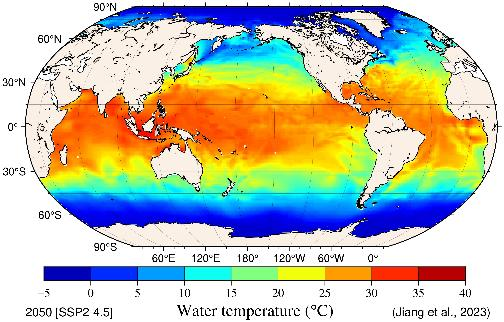 90°N
60°N
30°N
0°
30°S
60°S
90°S
60°E 120°E 180° 120°W 60°W 0°
−5 0 5 10 15 20 25 30 35 40
2050 [SSP2 4.5] Water temperature (°C) (Jiang et al., 2023)